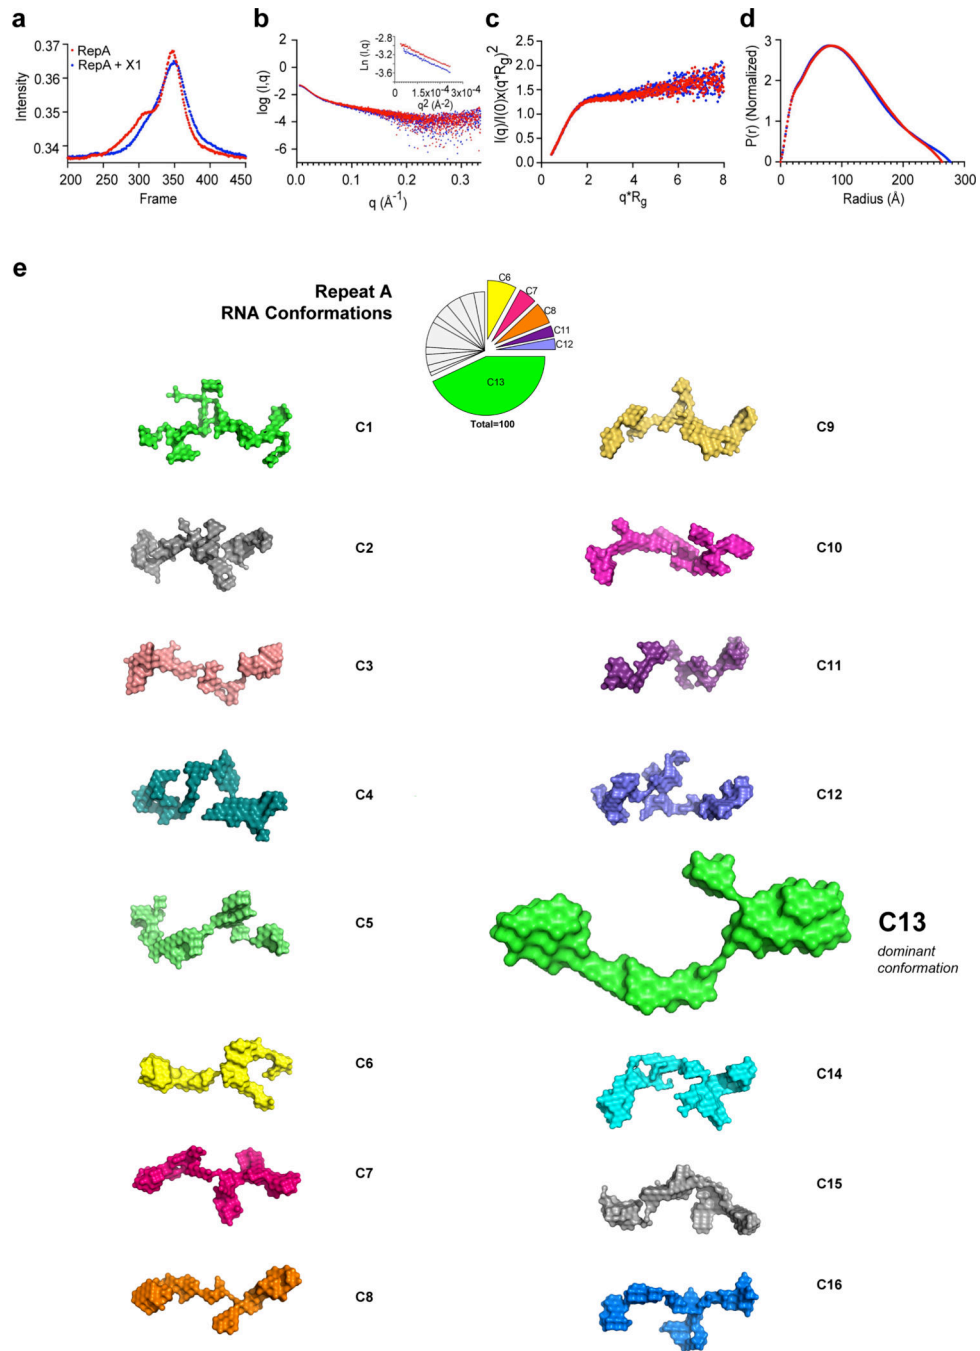 a
RepA
RepA + X1
Intensity
0.37
0.36
0.35
0.34
200
300
400
Frame
b
log (I,q)
2
0
-2
-4
-6
0.0
0.1
0.2
0.3
q (Å⁻¹)
Ln (I,q)
-2.8
-3.2
-3.6
1.5x10⁻⁴
3x10⁻⁴
q2 (Å-2)
c
I(q)/I(0)x(q*Rg)²
2.5
2.0
1.5
1.0
0.5
0.0
0
2
4
6
8
q*Rg
d
P(r) (Normalized)
3
2
1
0
0
100
200
300
Radius (Å)
e
Repeat A
RNA Conformations
C6
C7
C8
C11
C12
C13
Total=100
C1
C9
C2
C10
C3
C11
C4
C12
C5
C13
dominant
conformation
C6
C14
C7
C15
C8
C16